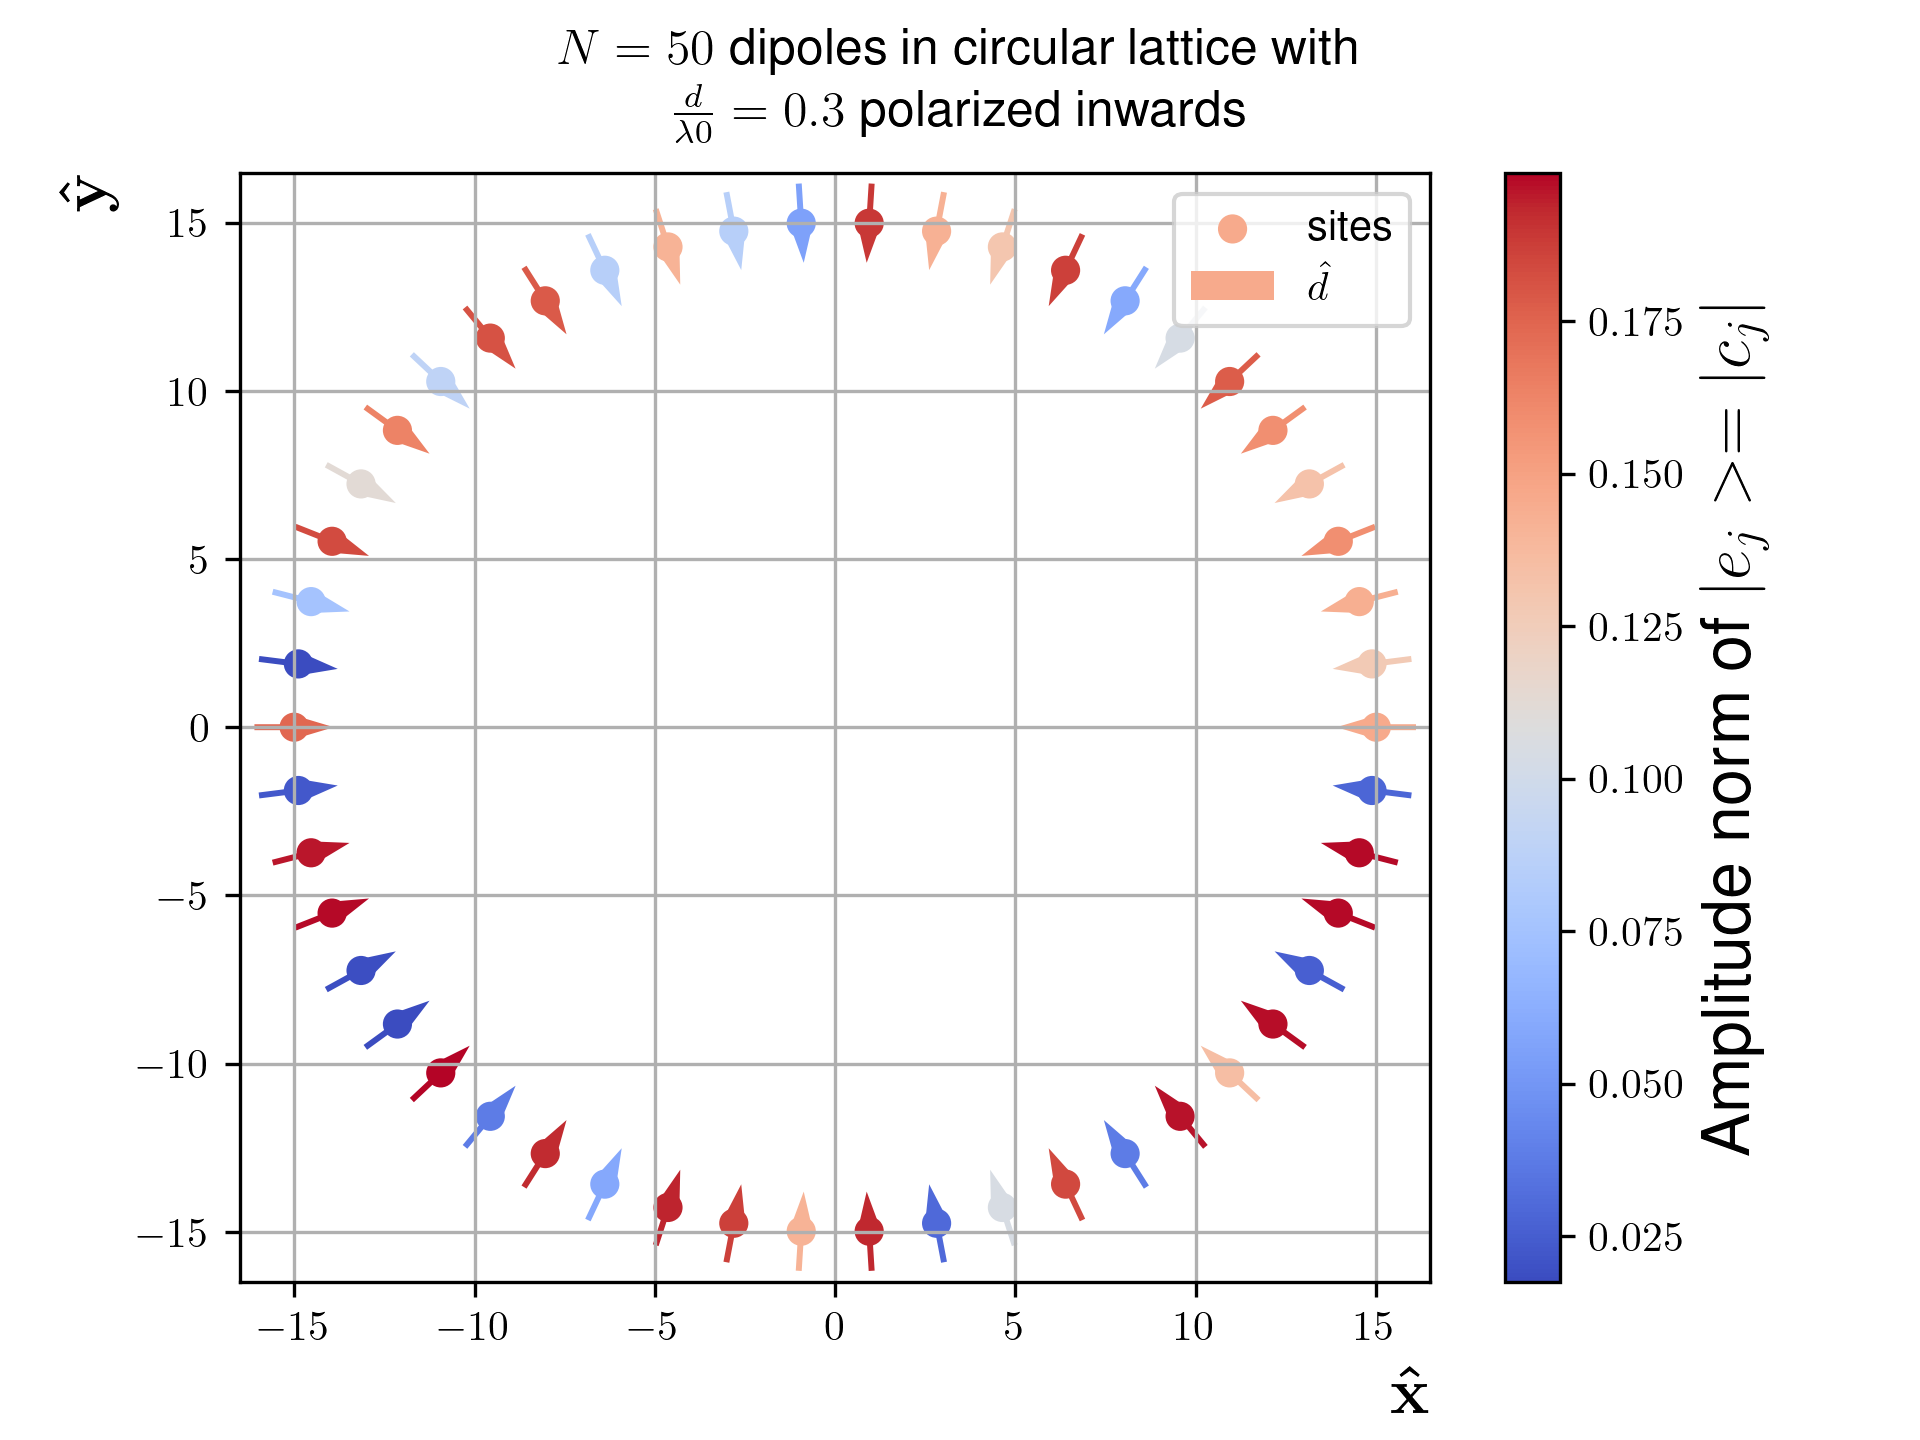 N = 50 dipoles in circular lattice with
d/λ0 = 0.3 polarized inwards
ŷ
15
10
5
0
−5
−10
−15
−15 −10 −5 0 5 10 15
x̂
sites
d̂
0.175
0.150
0.125
0.100
0.075
0.050
0.025
Amplitude norm of |e_j >= |c_j|